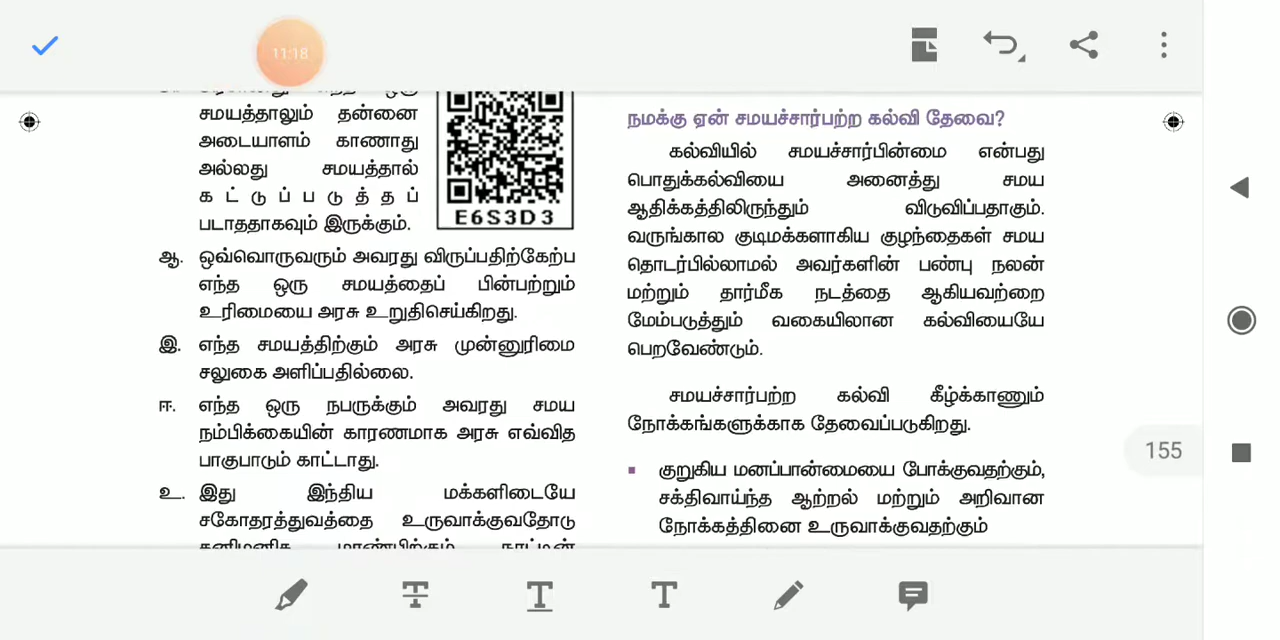 11:18
சமயத்தாலும் தன்னை
அடையாளம் காணாது
அல்லது சமயத்தால்
க ட் டு ப் ப டு த் த ப்
படாததாகவும் இருக்கும்.
E6S3D3
ஆ. ஒவ்வொருவரும் அவரது விருப்பதிற்கேற்ப
எந்த ஒரு சமயத்தைப் பின்பற்றும்
உரிமையை அரசு உறுதிசெய்கிறது.
இ. எந்த சமயத்திற்கும் அரசு முன்னுரிமை
சலுகை அளிப்பதில்லை.
ஈ. எந்த ஒரு நபருக்கும் அவரது சமய
நம்பிக்கையின் காரணமாக அரசு எவ்வித
பாகுபாடும் காட்டாது.
உ. இது இந்திய மக்களிடையே
சகோதரத்துவத்தை உருவாக்குவதோடு
நமக்கு ஏன் சமயச்சார்பற்ற கல்வி தேவை?
கல்வியில் சமயச்சார்பின்மை என்பது
பொதுக்கல்வியை அனைத்து சமய
ஆதிக்கத்திலிருந்தும் விடுவிப்பதாகும்.
வருங்கால குடிமக்களாகிய குழந்தைகள் சமய
தொடர்பில்லாமல் அவர்களின் பண்பு நலன்
மற்றும் தார்மீக நடத்தை ஆகியவற்றை
மேம்படுத்தும் வகையிலான கல்வியையே
பெறவேண்டும்.
சமயச்சார்பற்ற கல்வி கீழ்க்காணும்
நோக்கங்களுக்காக தேவைப்படுகிறது.
▪ குறுகிய மனப்பான்மையை போக்குவதற்கும்,
சக்திவாய்ந்த ஆற்றல் மற்றும் அறிவான
நோக்கத்தினை உருவாக்குவதற்கும்
155